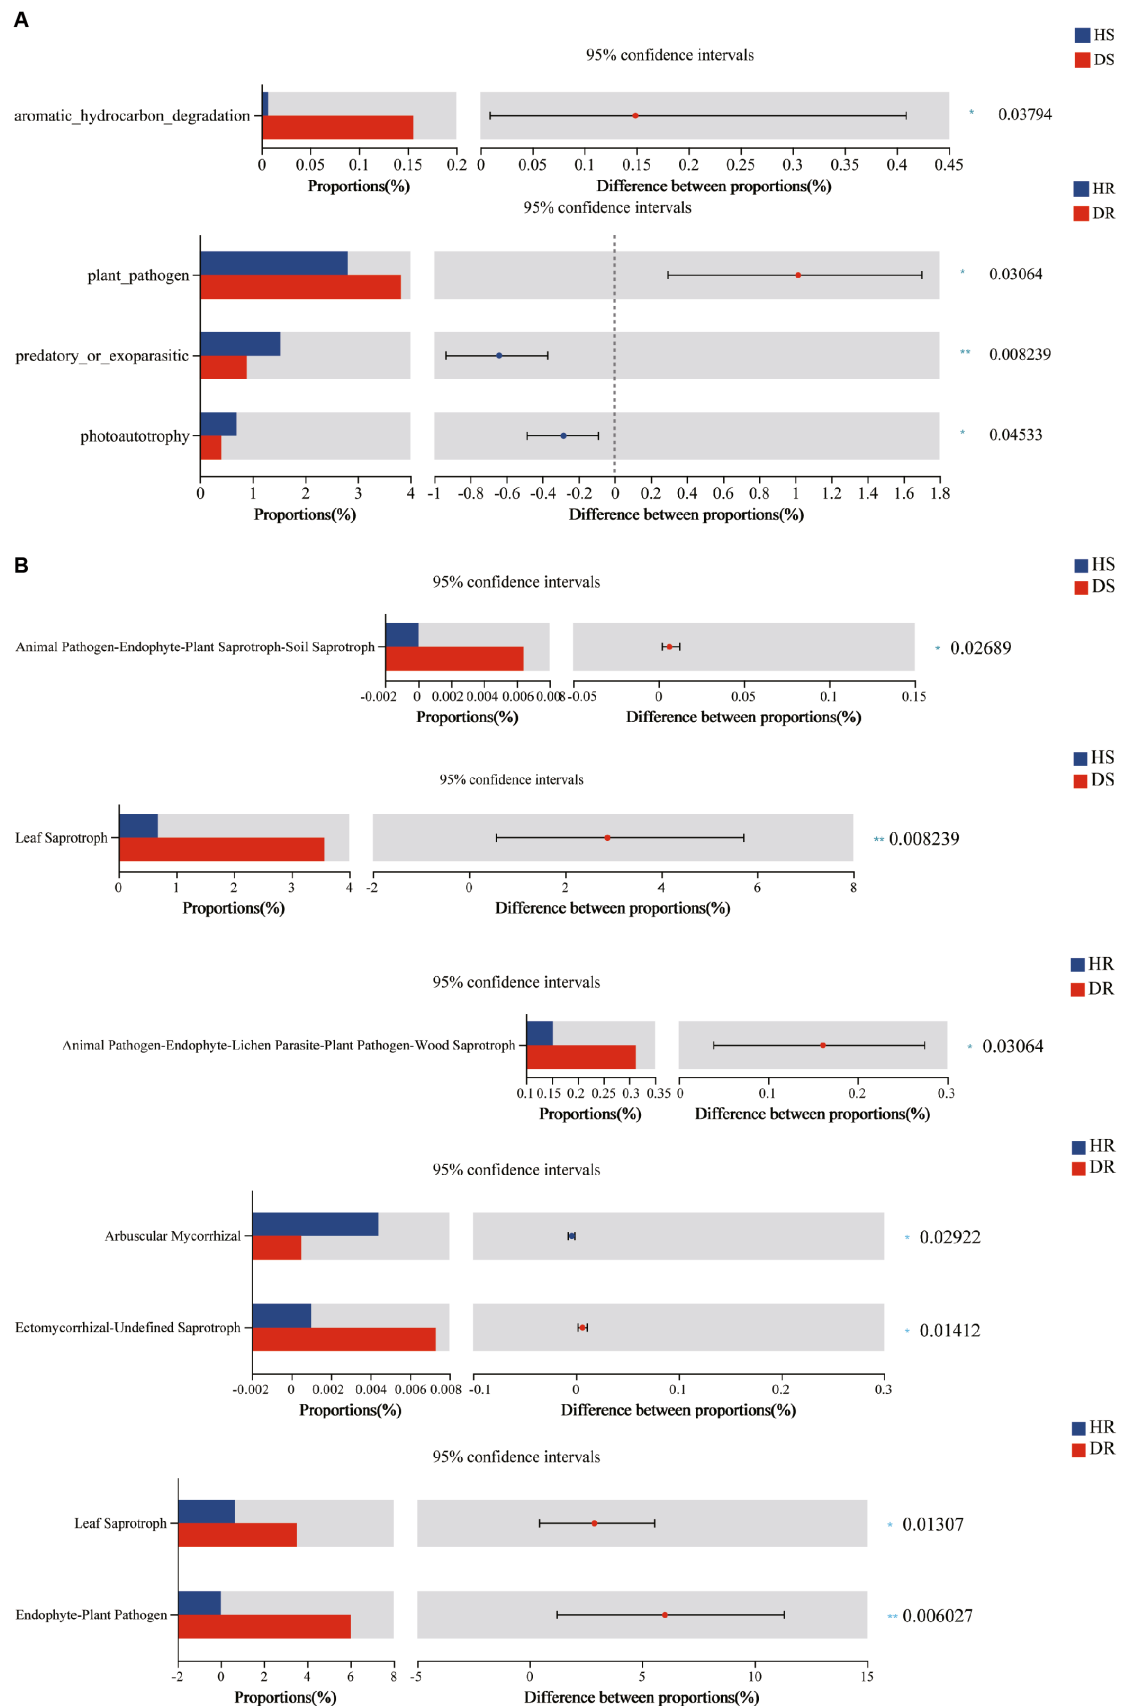 A
HS
DS
95% confidence intervals
aromatic_hydrocarbon_degradation
* 0.03794
0 0.05 0.1 0.15 0.2 0 0.05 0.1 0.15 0.2 0.25 0.3 0.35 0.4 0.45
Proportions(%) Difference between proportions(%)
HR
DR
95% confidence intervals
plant_pathogen * 0.03064
predatory_or_exoparasitic ** 0.008239
photoautotrophy * 0.04533
0 1 2 3 4 -1 -0.8 -0.6 -0.4 -0.2 0 0.2 0.4 0.6 0.8 1 1.2 1.4 1.6 1.8
Proportions(%) Difference between proportions(%)
B
HS
DS
95% confidence intervals
Animal Pathogen-Endophyte-Plant Saprotroph-Soil Saprotroph * 0.02689
-0.002 0 0.002 0.004 0.006 0.008 -0.05 0 0.05 0.1 0.15
Proportions(%) Difference between proportions(%)
HS
DS
95% confidence intervals
Leaf Saprotroph ** 0.008239
0 1 2 3 4 -2 0 2 4 6 8
Proportions(%) Difference between proportions(%)
HR
DR
95% confidence intervals
Animal Pathogen-Endophyte-Lichen Parasite-Plant Pathogen-Wood Saprotroph * 0.03064
0.1 0.15 0.2 0.25 0.3 0.35 0 0.1 0.2 0.3
Proportions(%) Difference between proportions(%)
HR
DR
95% confidence intervals
Arbuscular Mycorrhizal * 0.02922
Ectomycorrhizal-Undefined Saprotroph * 0.01412
-0.002 0 0.002 0.004 0.006 0.008 -0.1 0 0.1 0.2 0.3
Proportions(%) Difference between proportions(%)
HR
DR
95% confidence intervals
Leaf Saprotroph * 0.01307
Endophyte-Plant Pathogen ** 0.006027
-2 0 2 4 6 8 -5 0 5 10 15
Proportions(%) Difference between proportions(%)